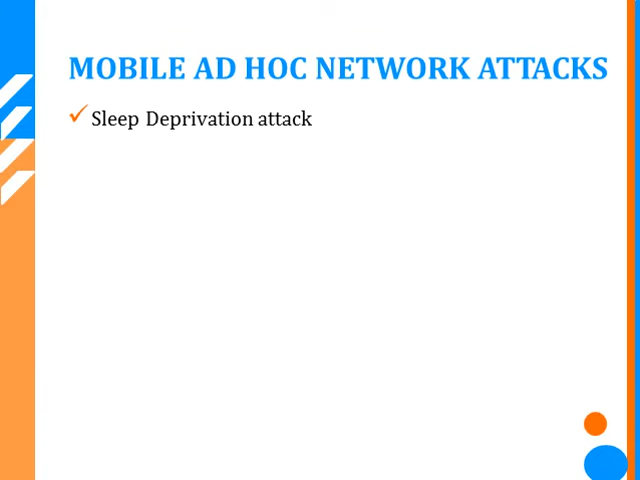 MOBILE AD HOC NETWORK ATTACKS
✓ Sleep Deprivation attack